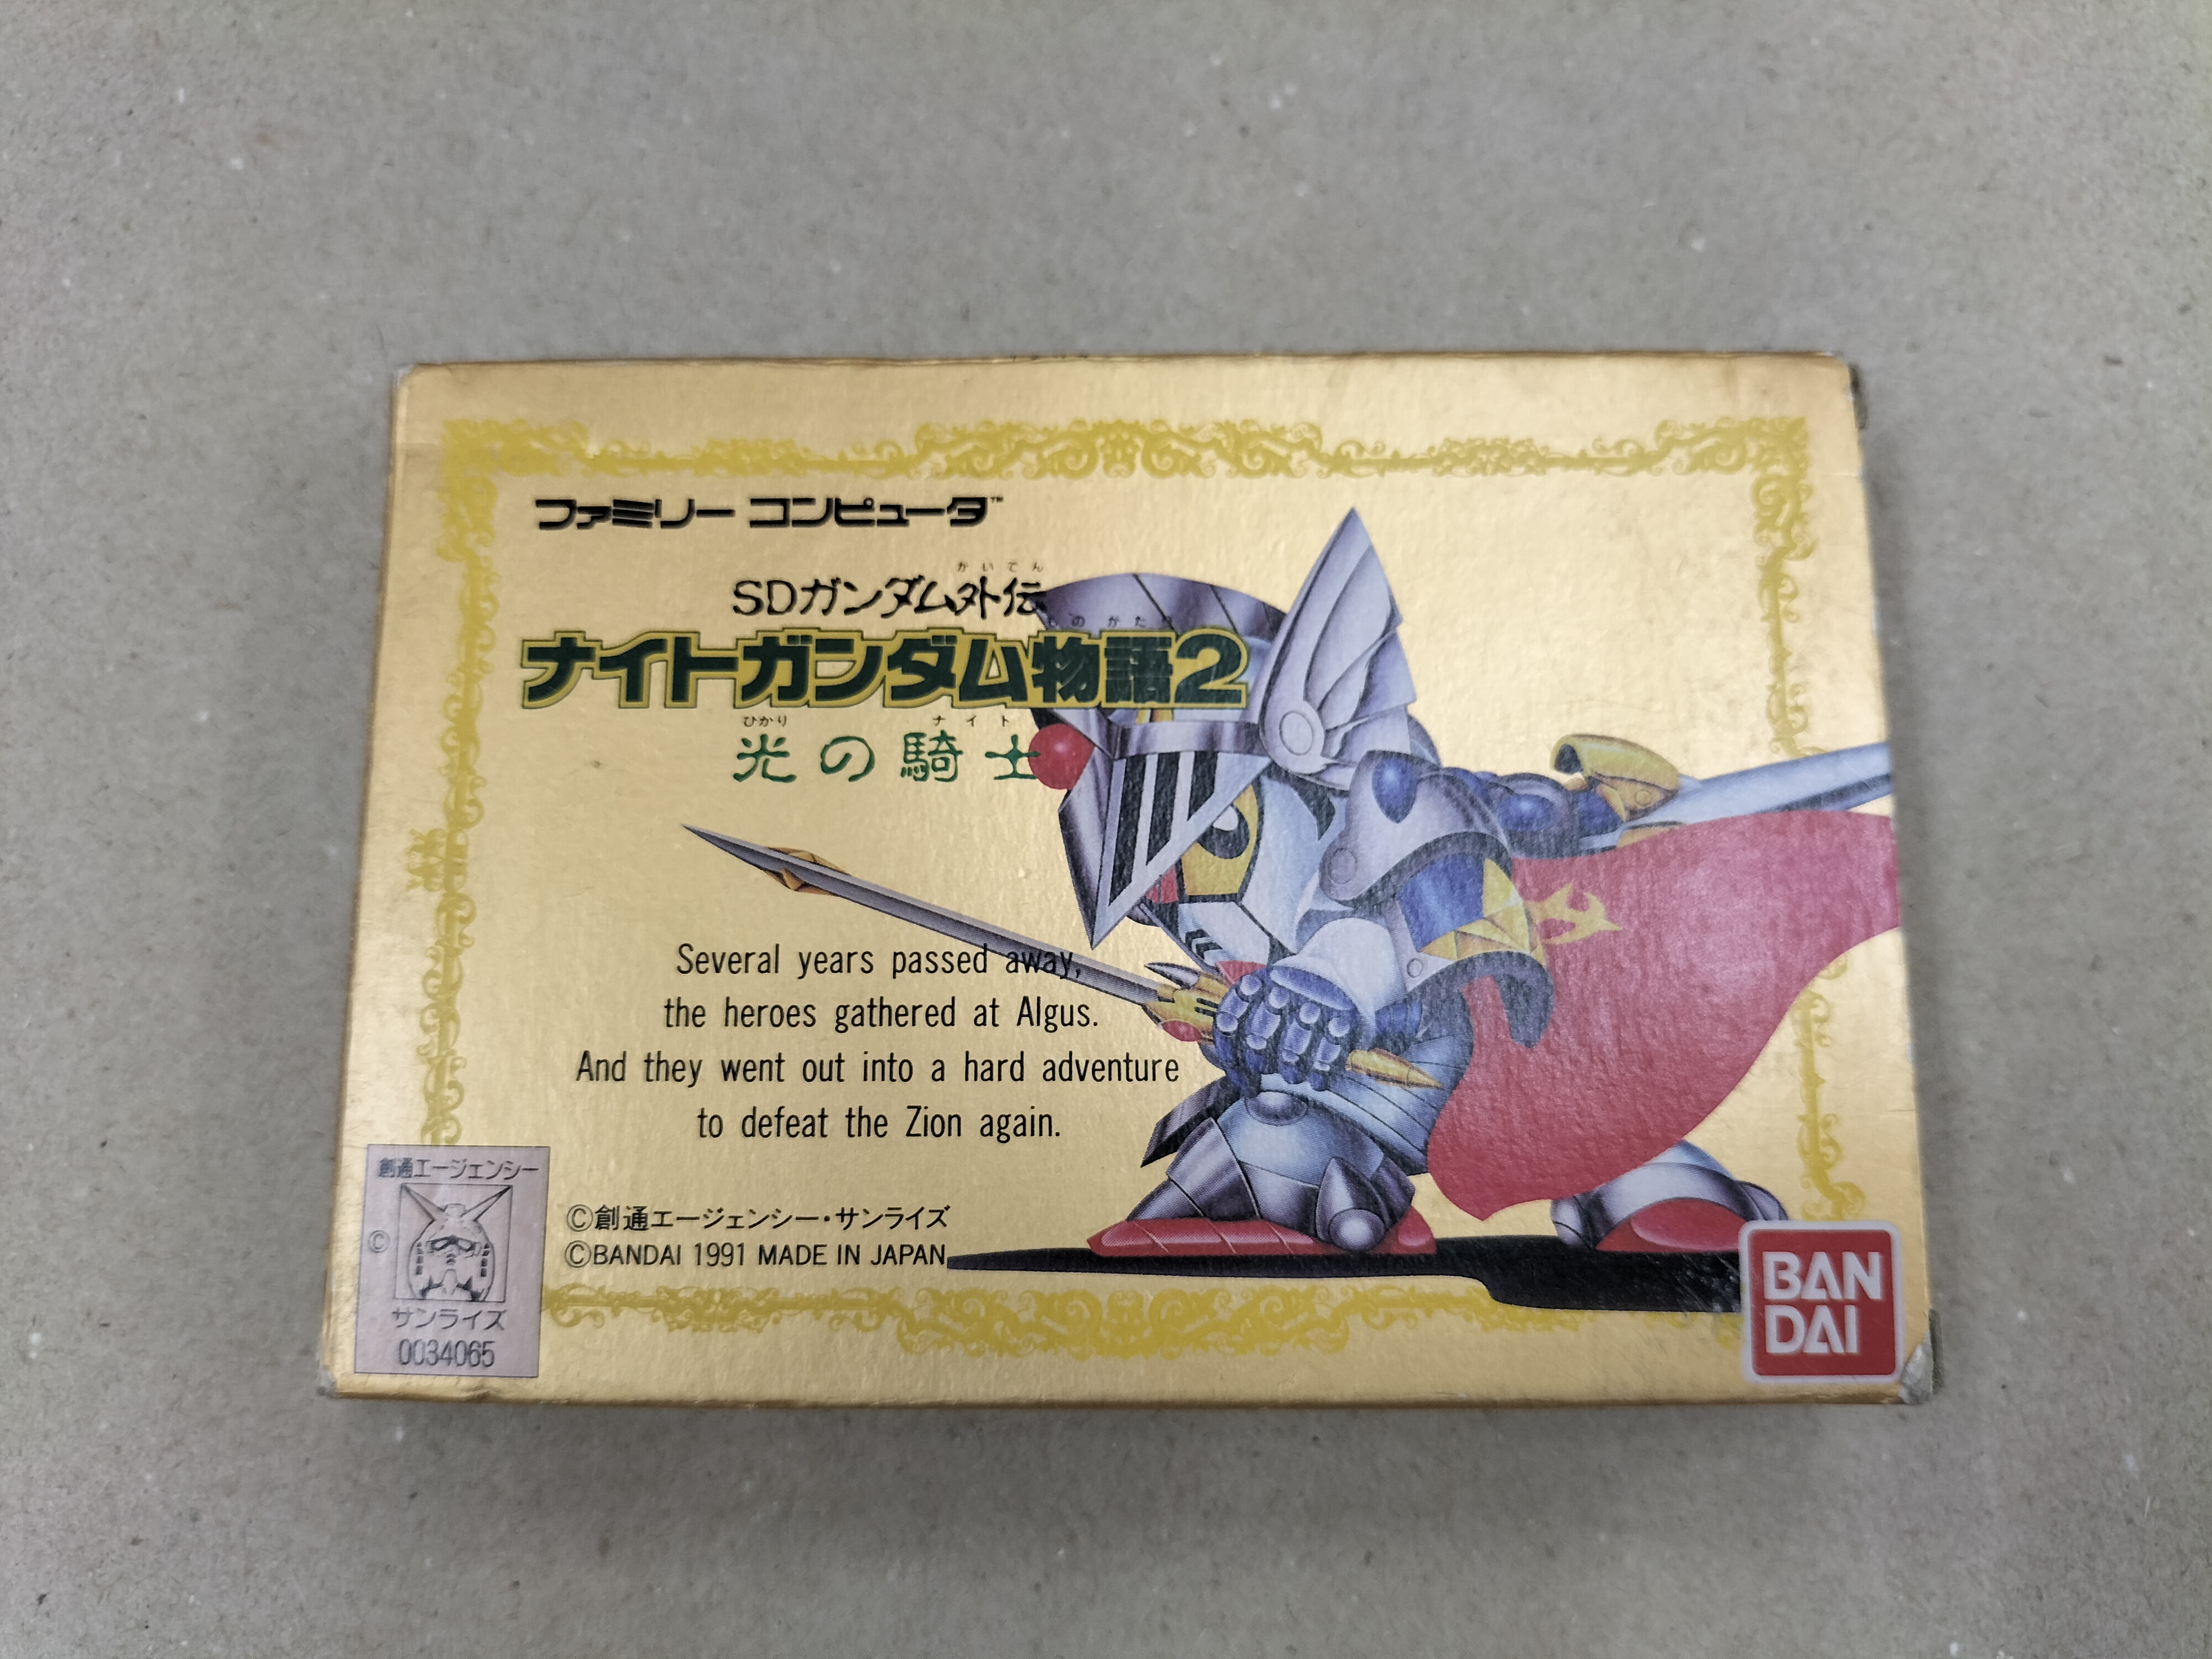 ファミリー コンピュータ™
かいでん
SDガンダム外伝
ものがたり
ナイトガンダム物語2
ひかり ナイト
光の騎士
Several years passed away,
the heroes gathered at Algus.
And they went out into a hard adventure
to defeat the Zion again.
創通エージェンシー
©
サンライズ
0034065
©創通エージェンシー・サンライズ
©BANDAI 1991 MADE IN JAPAN
BAN
DAI